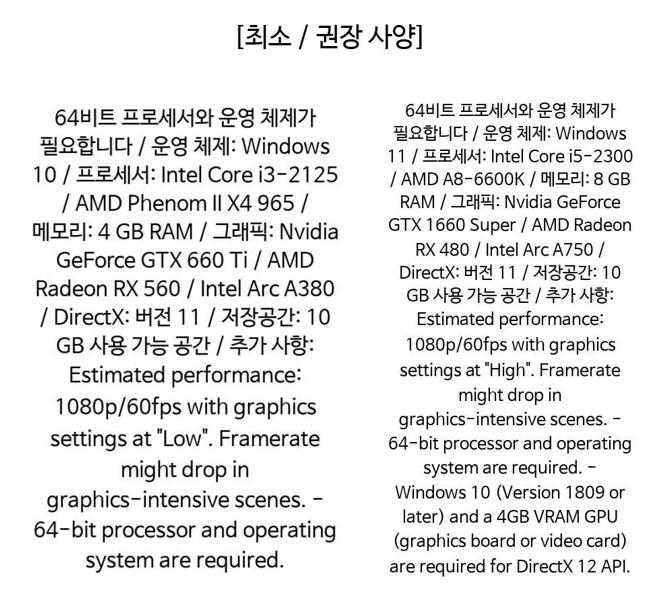 [최소 / 권장 사양]
64비트 프로세서와 운영 체제가
필요합니다 / 운영 체제: Windows
10 / 프로세서: Intel Core i3-2125
/ AMD Phenom II X4 965 /
메모리: 4 GB RAM / 그래픽: Nvidia
GeForce GTX 660 Ti / AMD
Radeon RX 560 / Intel Arc A380
/ DirectX: 버전 11 / 저장공간: 10
GB 사용 가능 공간 / 추가 사항:
Estimated performance:
1080p/60fps with graphics
settings at "Low". Framerate
might drop in
graphics-intensive scenes. -
64-bit processor and operating
system are required.
64비트 프로세서와 운영 체제가
필요합니다 / 운영 체제: Windows
11 / 프로세서: Intel Core i5-2300
/ AMD A8-6600K / 메모리: 8 GB
RAM / 그래픽: Nvidia GeForce
GTX 1660 Super / AMD Radeon
RX 480 / Intel Arc A750 /
DirectX: 버전 11 / 저장공간: 10
GB 사용 가능 공간 / 추가 사항:
Estimated performance:
1080p/60fps with graphics
settings at "High". Framerate
might drop in
graphics-intensive scenes. -
64-bit processor and operating
system are required. -
Windows 10 (Version 1809 or
later) and a 4GB VRAM GPU
(graphics board or video card)
are required for DirectX 12 API.